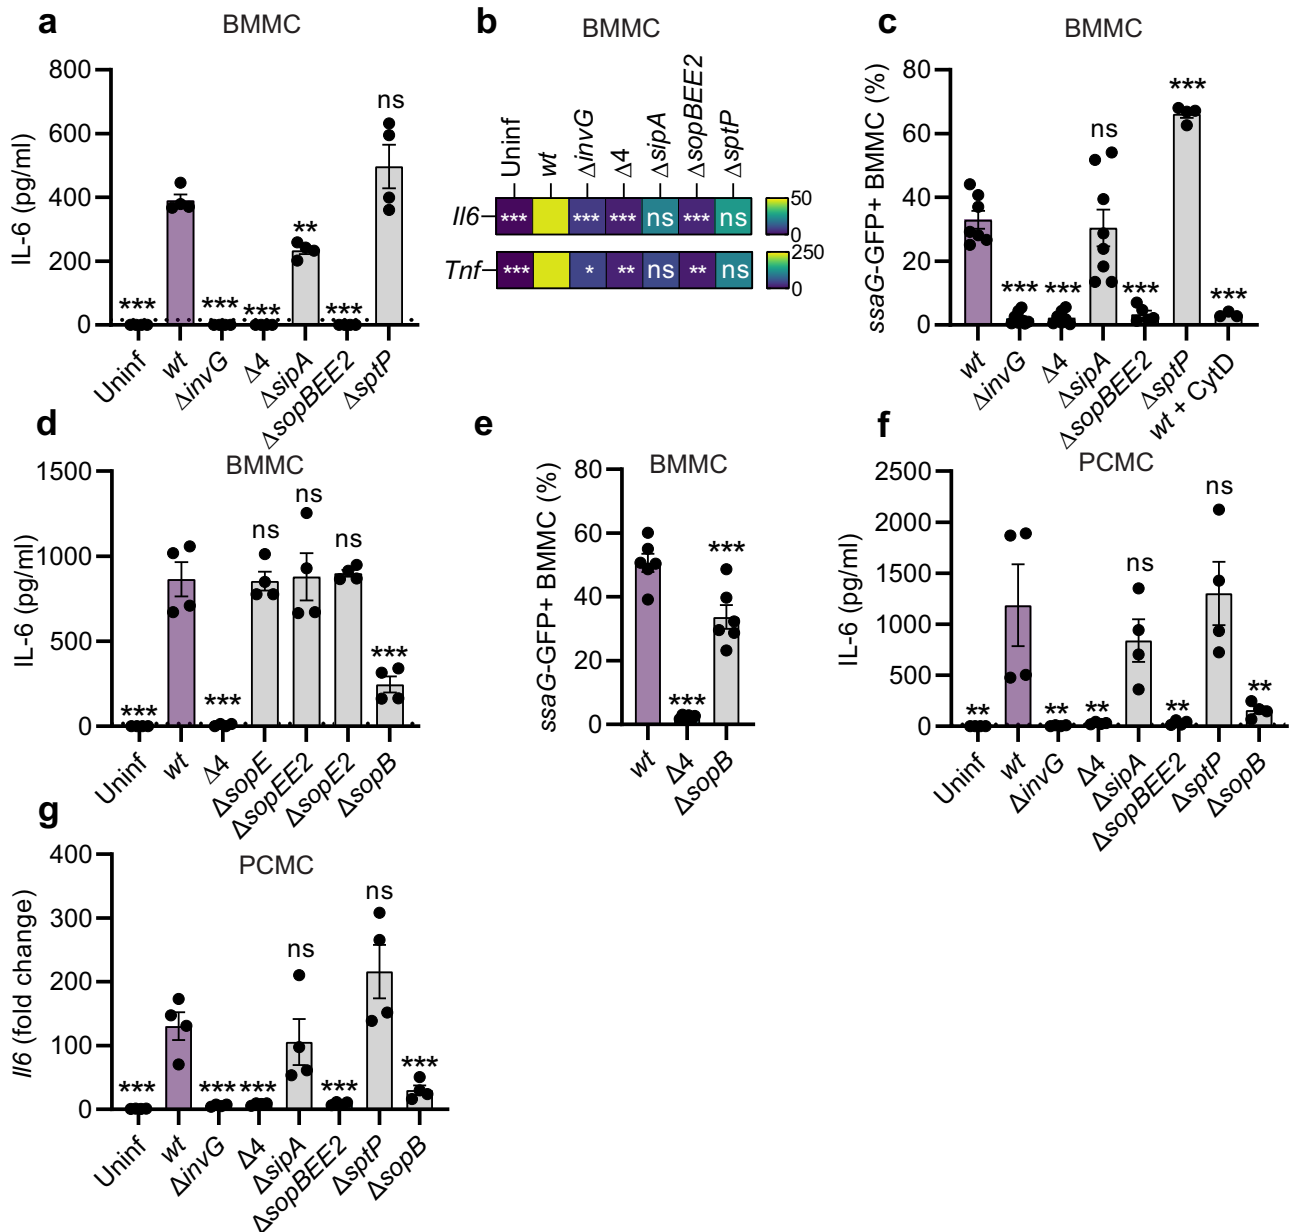 a
BMMC
IL-6 (pg/ml)
800
600
400
200
0
***
***
***
**
***
ns
Uninf
wt
ΔinvG
Δ4
ΔsipA
ΔsopBEE2
ΔsptP
b
BMMC
Uninf
wt
ΔinvG
Δ4
ΔsipA
ΔsopBEE2
ΔsptP
Il6
***
***
***
ns
***
ns
50
0
Tnf
***
*
**
ns
**
ns
250
0
c
BMMC
ssaG-GFP+ BMMC (%)
80
60
40
20
0
***
***
ns
***
***
***
wt
ΔinvG
Δ4
ΔsipA
ΔsopBEE2
ΔsptP
wt + CytD
d
BMMC
IL-6 (pg/ml)
1500
1000
500
0
***
***
ns
ns
ns
***
Uninf
wt
Δ4
ΔsopE
ΔsopEE2
ΔsopE2
ΔsopB
e
BMMC
ssaG-GFP+ BMMC (%)
80
60
40
20
0
***
***
wt
Δ4
ΔsopB
f
PCMC
IL-6 (pg/ml)
2500
2000
1500
1000
500
0
**
**
**
ns
**
ns
**
Uninf
wt
ΔinvG
Δ4
ΔsipA
ΔsopBEE2
ΔsptP
ΔsopB
g
PCMC
Il6 (fold change)
400
300
200
100
0
***
***
***
ns
***
ns
***
Uninf
wt
ΔinvG
Δ4
ΔsipA
ΔsopBEE2
ΔsptP
ΔsopB